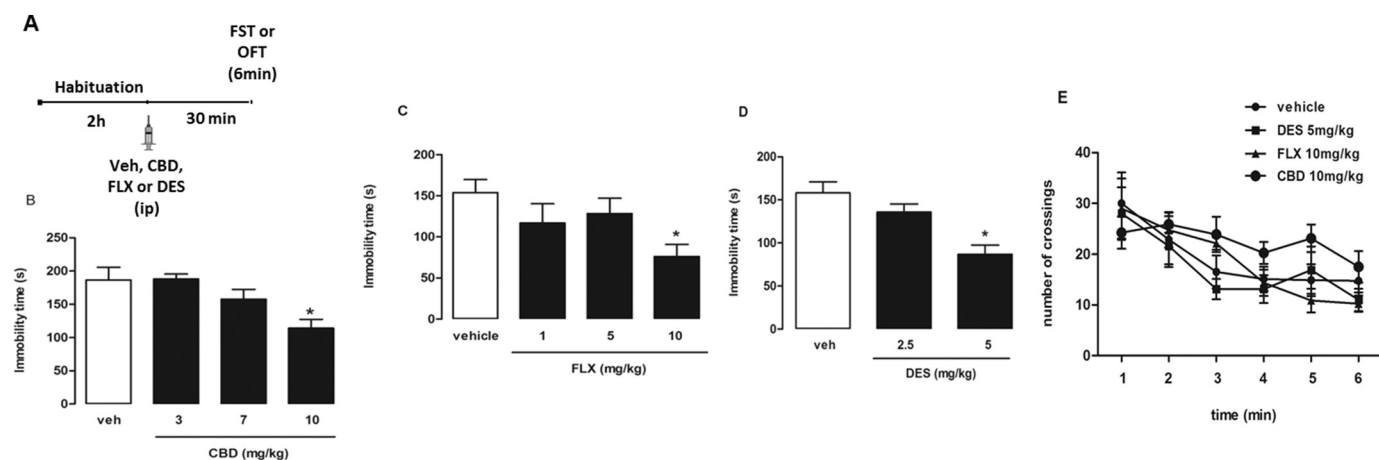 A
FST or
OFT
(6min)
Habituation
2h
30 min
Veh, CBD,
FLX or DES
(ip)
B
Immobility time (s)
250
200
150
100
50
0
*
veh
3
7
10
CBD (mg/kg)
C
Immobility time (s)
200
150
100
50
0
*
vehicle
1
5
10
FLX (mg/kg)
D
Immobility time (s)
200
150
100
50
0
*
veh
2.5
5
DES (mg/kg)
E
vehicle
DES 5mg/kg
FLX 10mg/kg
CBD 10mg/kg
number of crossings
40
30
20
10
0
1
2
3
4
5
6
time (min)